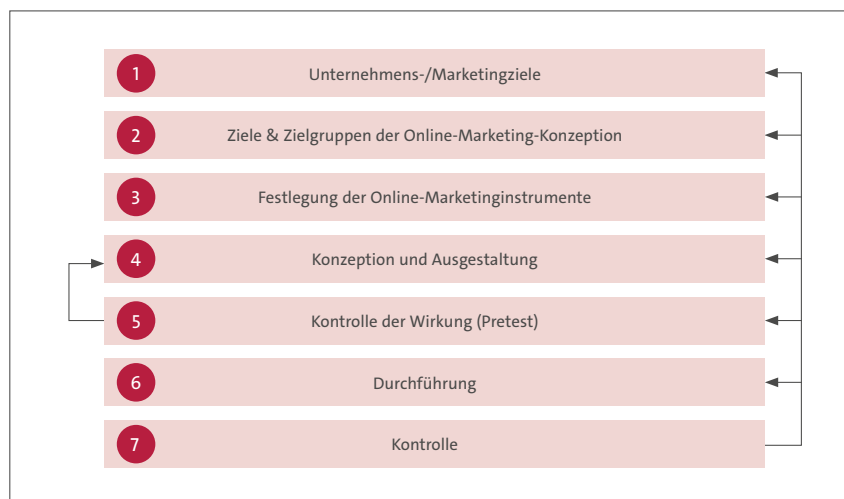 1 Unternehmens-/Marketingziele
2 Ziele & Zielgruppen der Online-Marketing-Konzeption
3 Festlegung der Online-Marketinginstrumente
4 Konzeption und Ausgestaltung
5 Kontrolle der Wirkung (Pretest)
6 Durchführung
7 Kontrolle